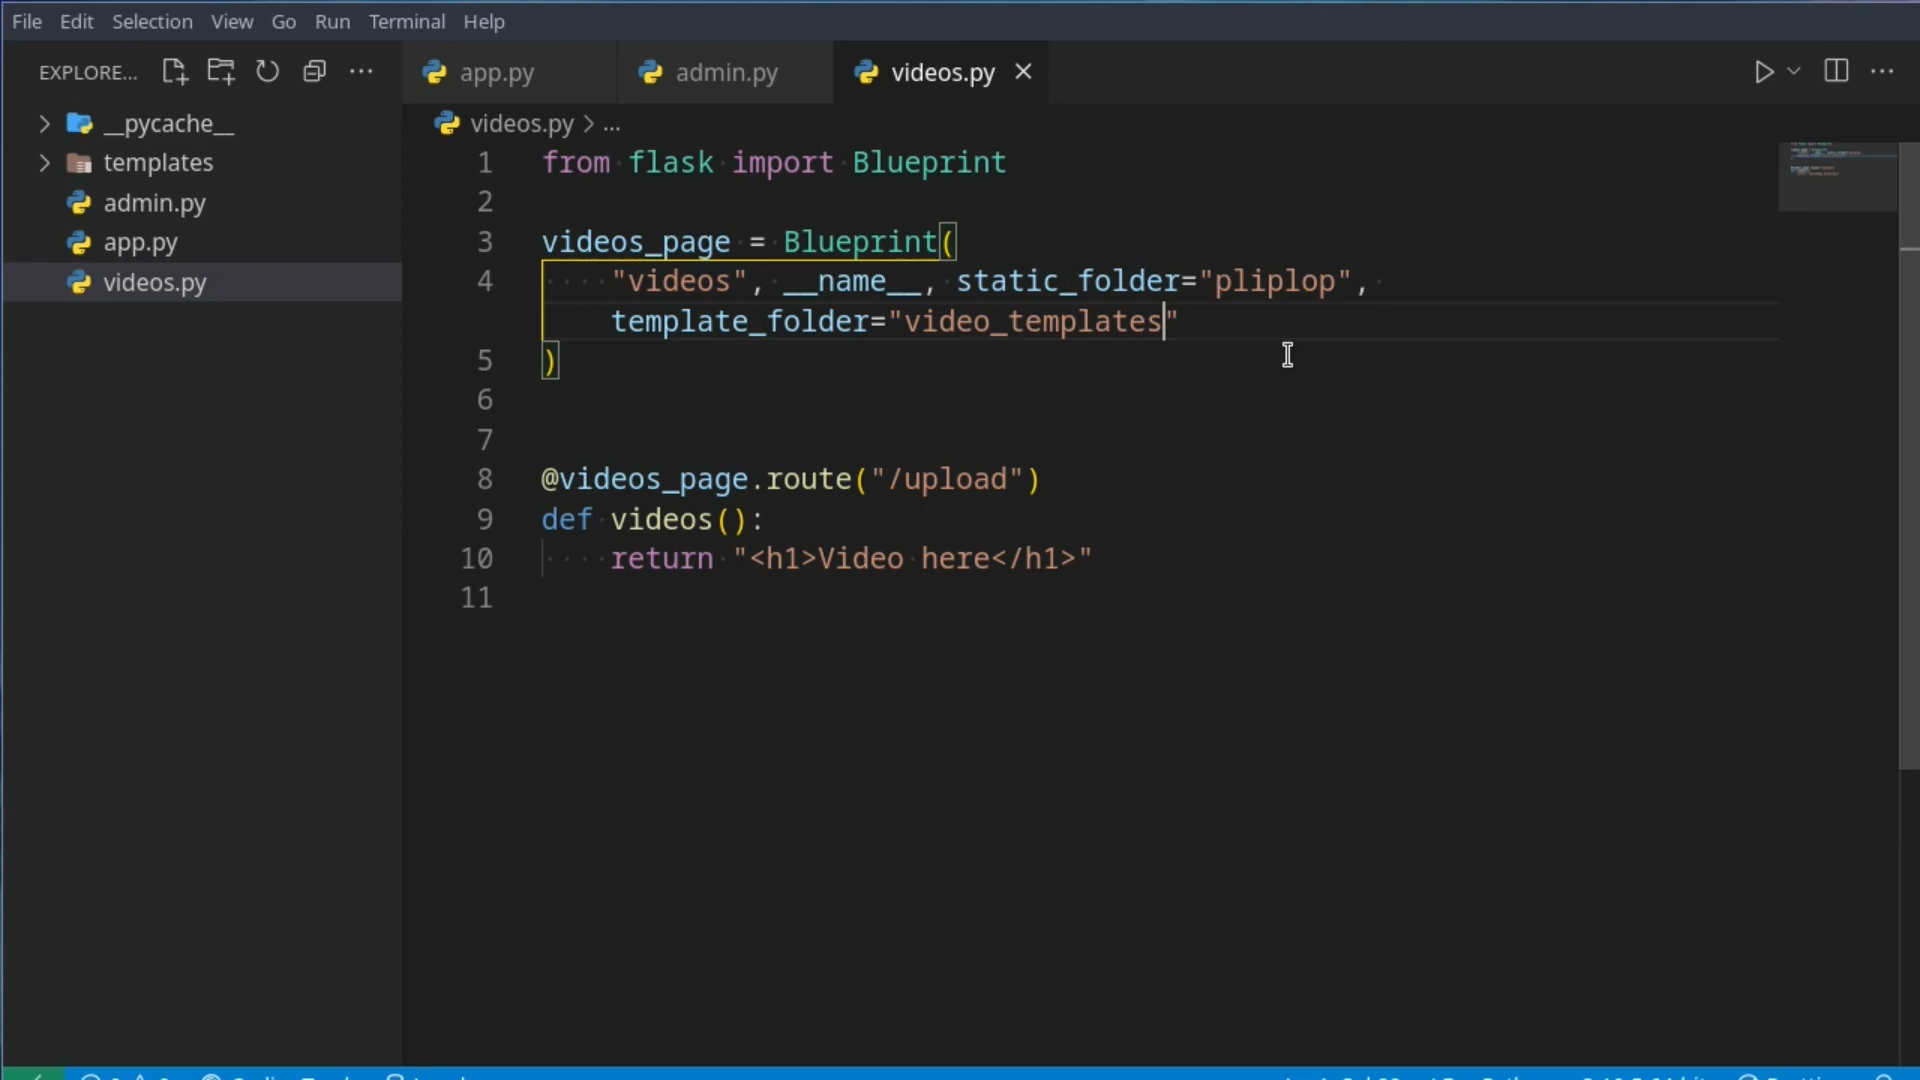 File Edit Selection View Go Run Terminal Help
EXPLORE...
app.py
admin.py
videos.py
__pycache__
templates
admin.py
app.py
videos.py
videos.py > ...
1 from flask import Blueprint
2
3 videos_page = Blueprint(
4 "videos", __name__, static_folder="pliplop",
template_folder="video_templates"
5 )
6
7
8 @videos_page.route("/upload")
9 def videos():
10 return "<h1>Video here</h1>"
11